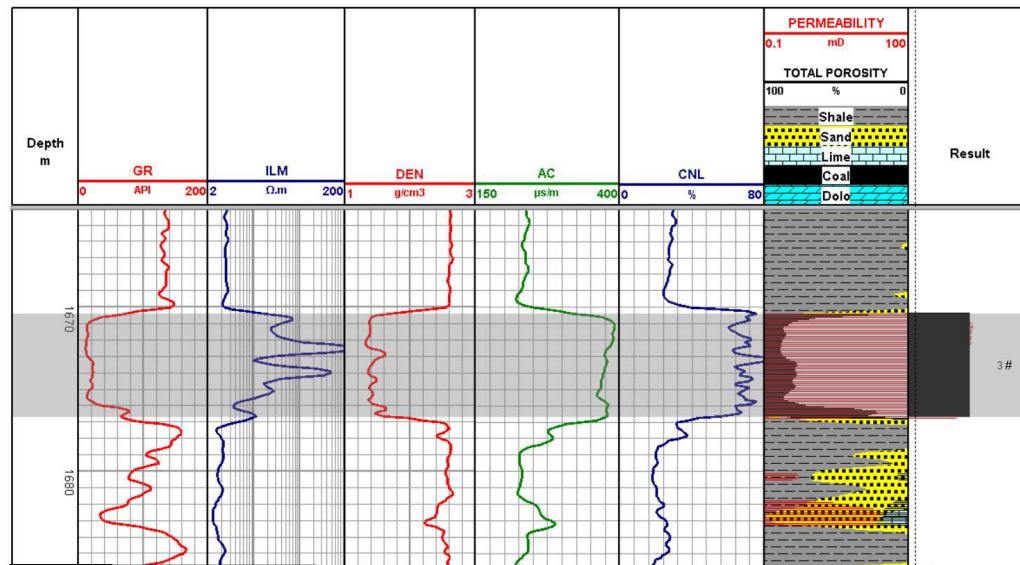 PERMEABILITY
0.1 mD 100
TOTAL POROSITY
100 % 0
Shale
Sand
Lime
Coal
Dolo
Depth
m
GR
0 API 200
ILM
2 Ω.m 200
DEN
1 g/cm3 3
AC
150 μs/m 400
CNL
0 % 80
Result
1670
3#
1680